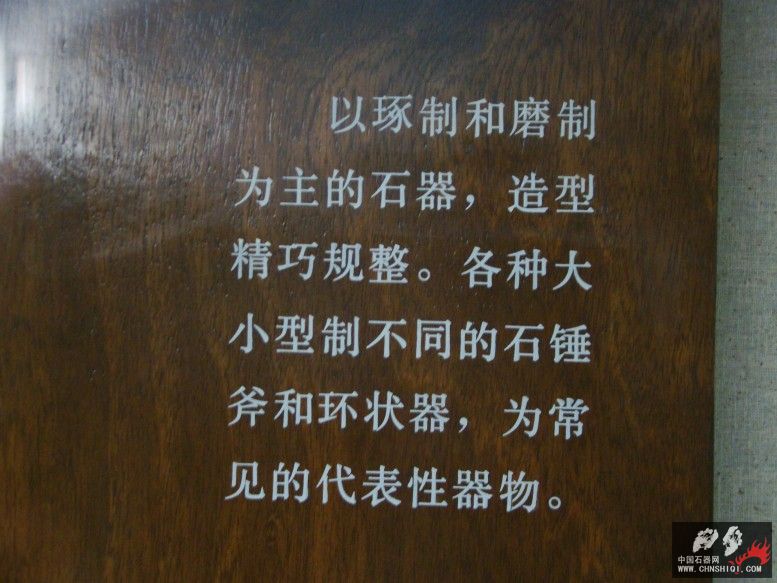 以琢制和磨制
为主的石器，造型
精巧规整。各种大
小型制不同的石锤
斧和环状器，为常
见的代表性器物。
中国石器网
WWW.CHNSHIQI.COM